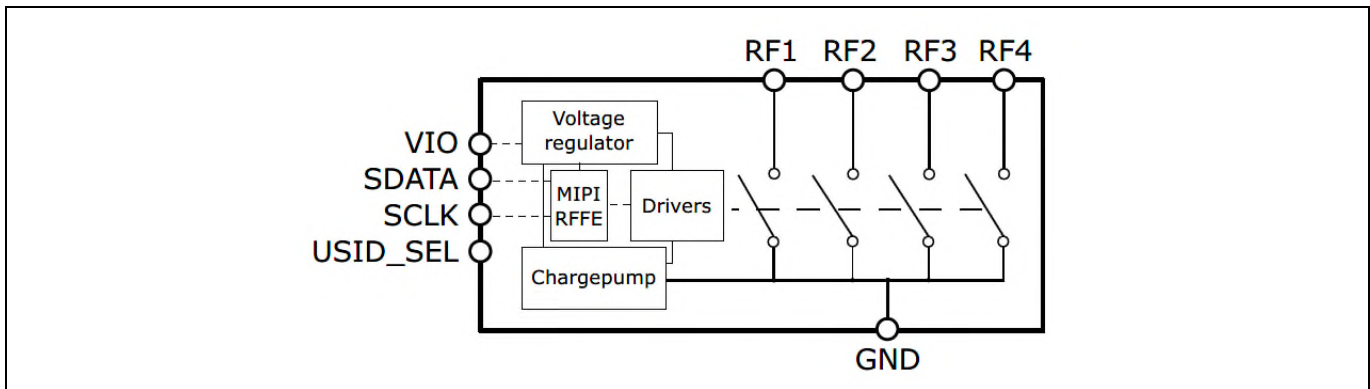 RF1 RF2 RF3 RF4
Voltage
regulator
VIO
SDATA
SCLK
USID_SEL
MIPI
RFFE
Drivers
Chargepump
GND